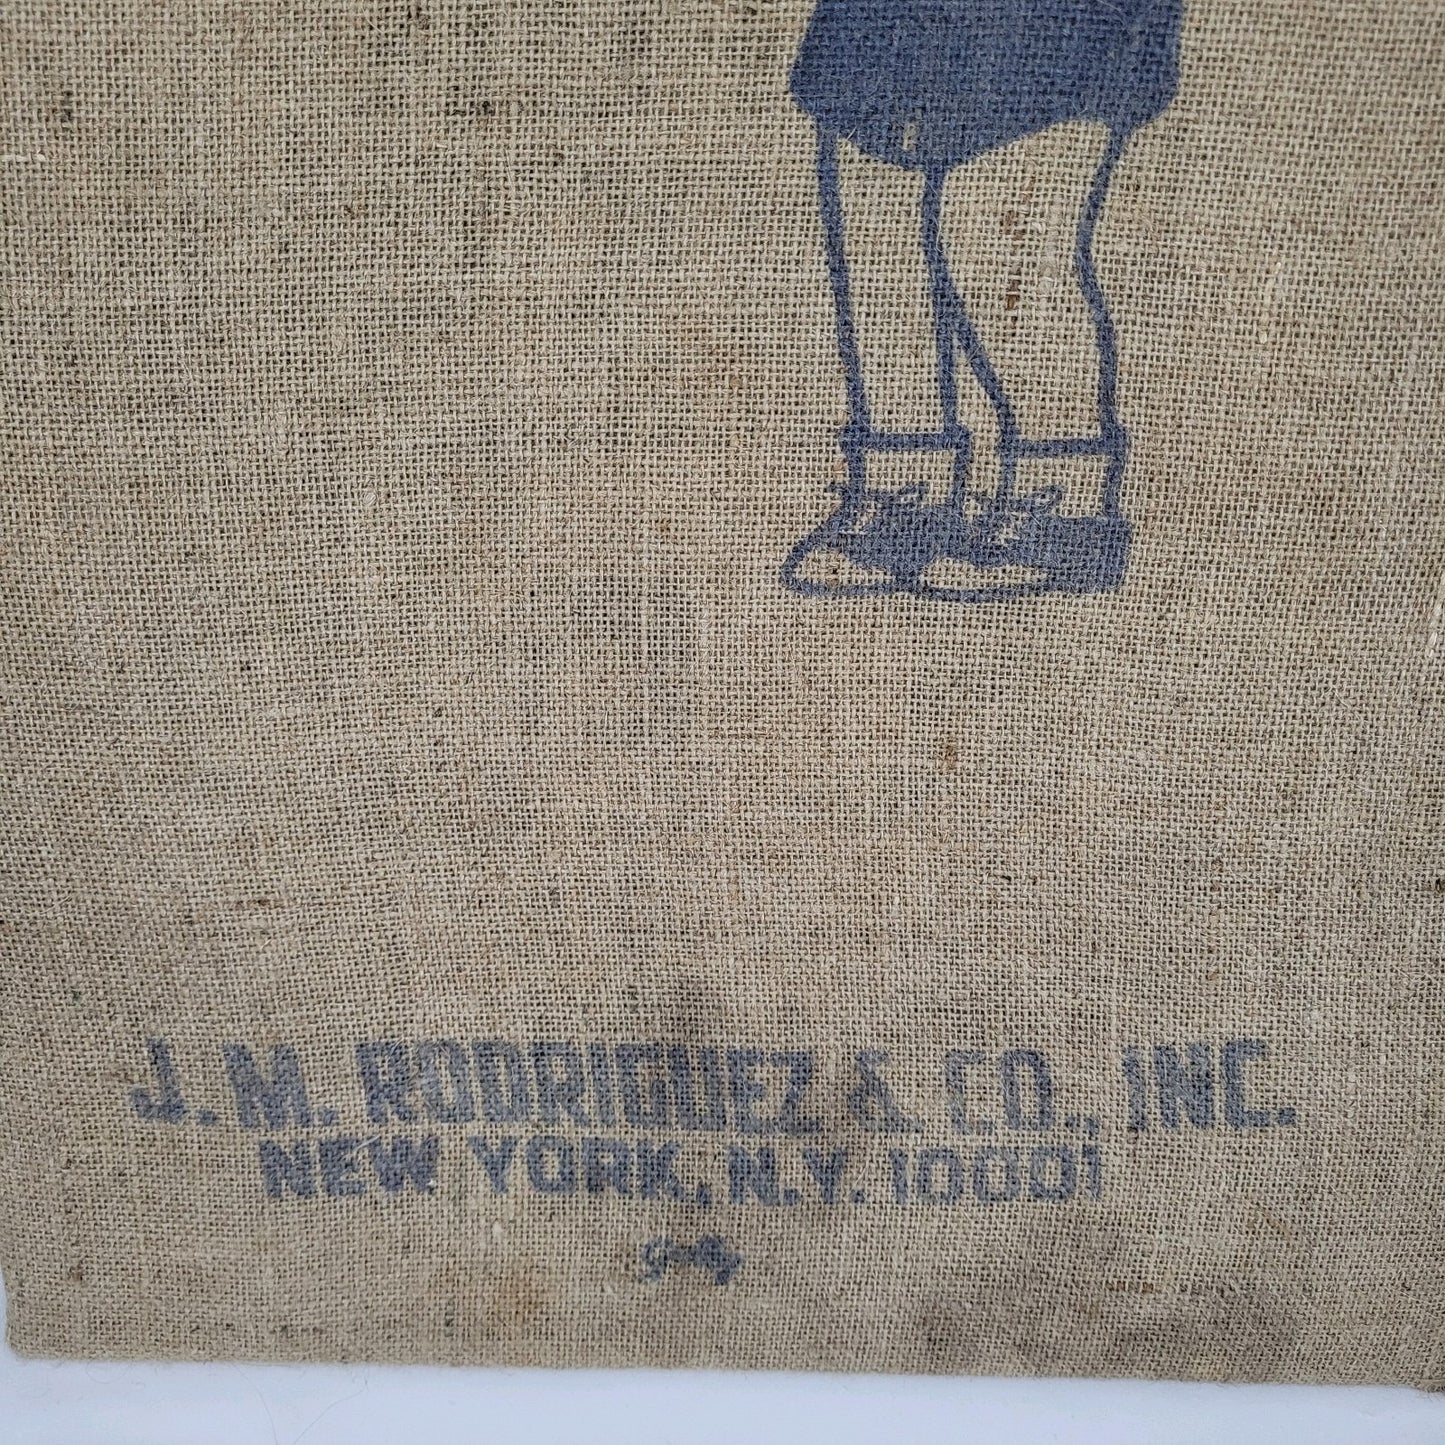 J.M. RODRIGUEZ & CO., INC.
NEW YORK, N.Y. 10001